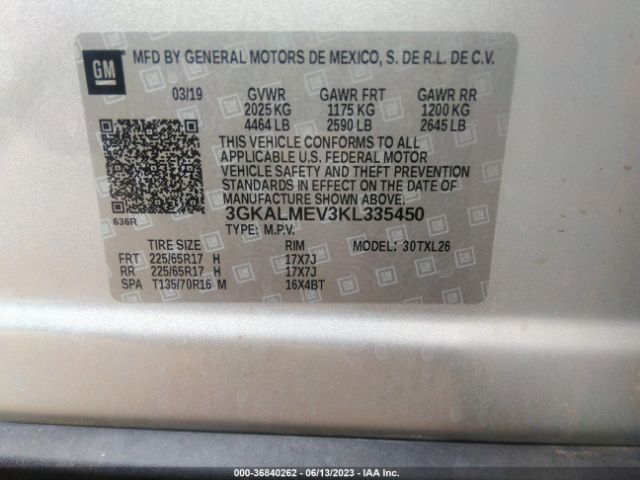 GM
MFD BY GENERAL MOTORS DE MEXICO, S. DE R.L. DE C.V.
03/19 GVWR GAWR FRT GAWR RR
2025 KG 1175 KG 1200 KG
4464 LB 2590 LB 2645 LB
THIS VEHICLE CONFORMS TO ALL
APPLICABLE U.S. FEDERAL MOTOR
VEHICLE SAFETY AND THEFT PREVENTION
STANDARDS IN EFFECT ON THE DATE OF
MANUFACTURE SHOWN ABOVE.
636R
3GKALMEV3KL335450
TYPE: M.P.V.
TIRE SIZE RIM MODEL: 30TXL26
FRT 225/65R17 H 17X7J
RR 225/65R17 H 17X7J
SPA T135/70R16 M 16X4BT
000-36840262 - 06/13/2023 - IAA Inc.